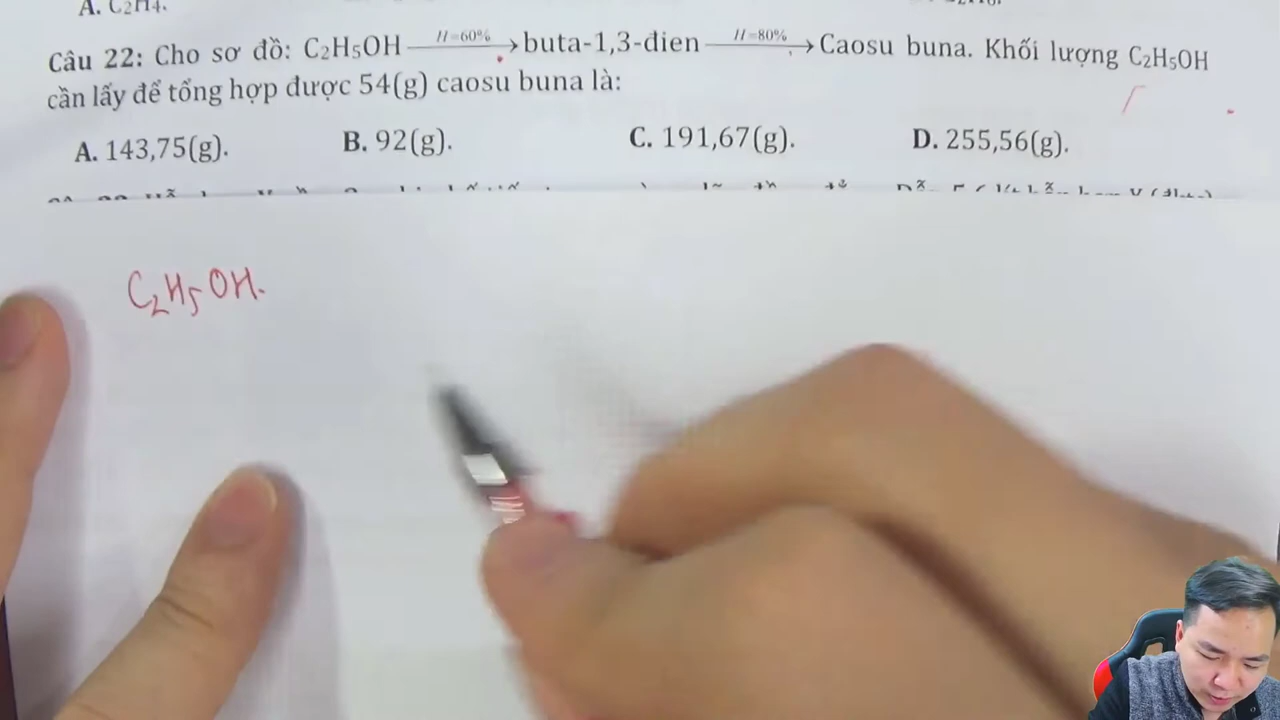 A. C₂H₄.
Câu 22: Cho sơ đồ: C₂H₅OH —H=60%→ buta-1,3-đien —H=80%→ Caosu buna. Khối lượng C₂H₅OH
cần lấy để tổng hợp được 54(g) caosu buna là:
A. 143,75(g). B. 92(g). C. 191,67(g). D. 255,56(g).
C₂H₅OH.